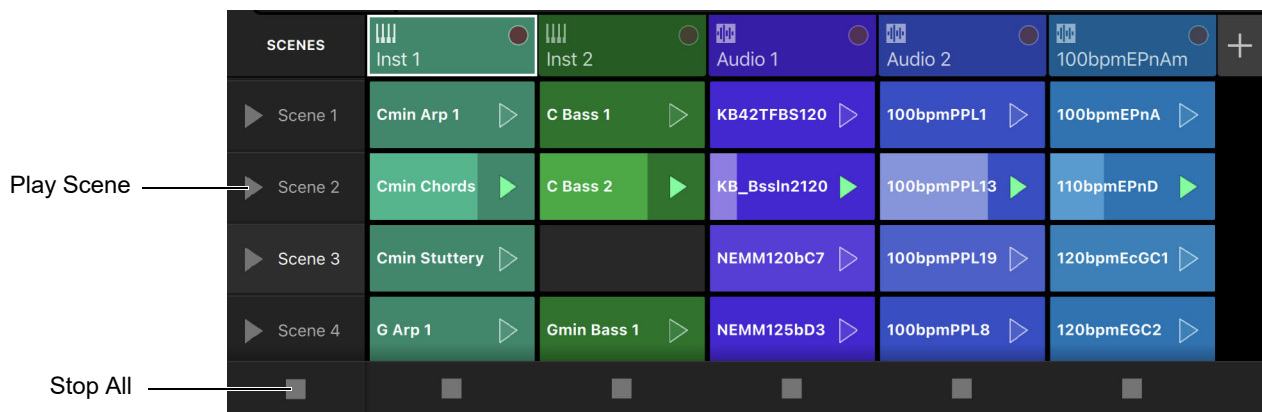 SCENES
Inst 1
Inst 2
Audio 1
Audio 2
100bpmEPnAm
Scene 1
Cmin Arp 1
C Bass 1
KB42TFBS120
100bpmPPL1
100bpmEPnA
Play Scene
Scene 2
Cmin Chords
C Bass 2
KB_BssIn2120
100bpmPPL13
110bpmEPnD
Scene 3
Cmin Stuttery
NEMM120bC7
100bpmPPL19
120bpmEcGC1
Scene 4
G Arp 1
Gmin Bass 1
NEMM125bD3
100bpmPPL8
120bpmEGC2
Stop All